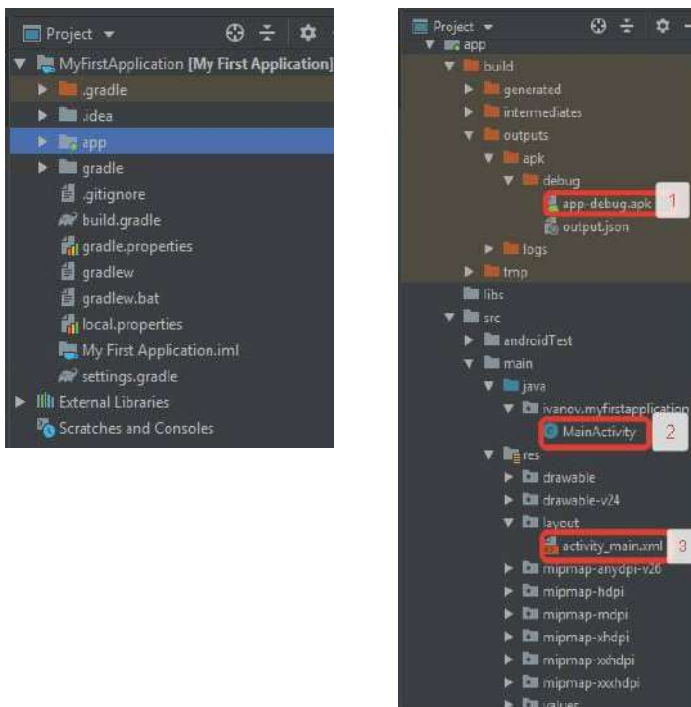 Project
MyFirstApplication [My First Application]
.gradle
.idea
app
gradle
.gitignore
build.gradle
gradle.properties
gradlew
gradlew.bat
local.properties
My First Application.iml
settings.gradle
External Libraries
Scratches and Consoles
Project
app
build
generated
intermediates
outputs
apk
debug
app-debug.apk 1
output.json
logs
tmp
libs
src
androidTest
main
java
ivanov.myfirstapplication
MainActivity 2
res
drawable
drawable-v24
layout
activity_main.xml 3
mipmap-anydpi-v26
mipmap-hdpi
mipmap-mdpi
mipmap-xhdpi
mipmap-xxhdpi
mipmap-xxxhdpi
values